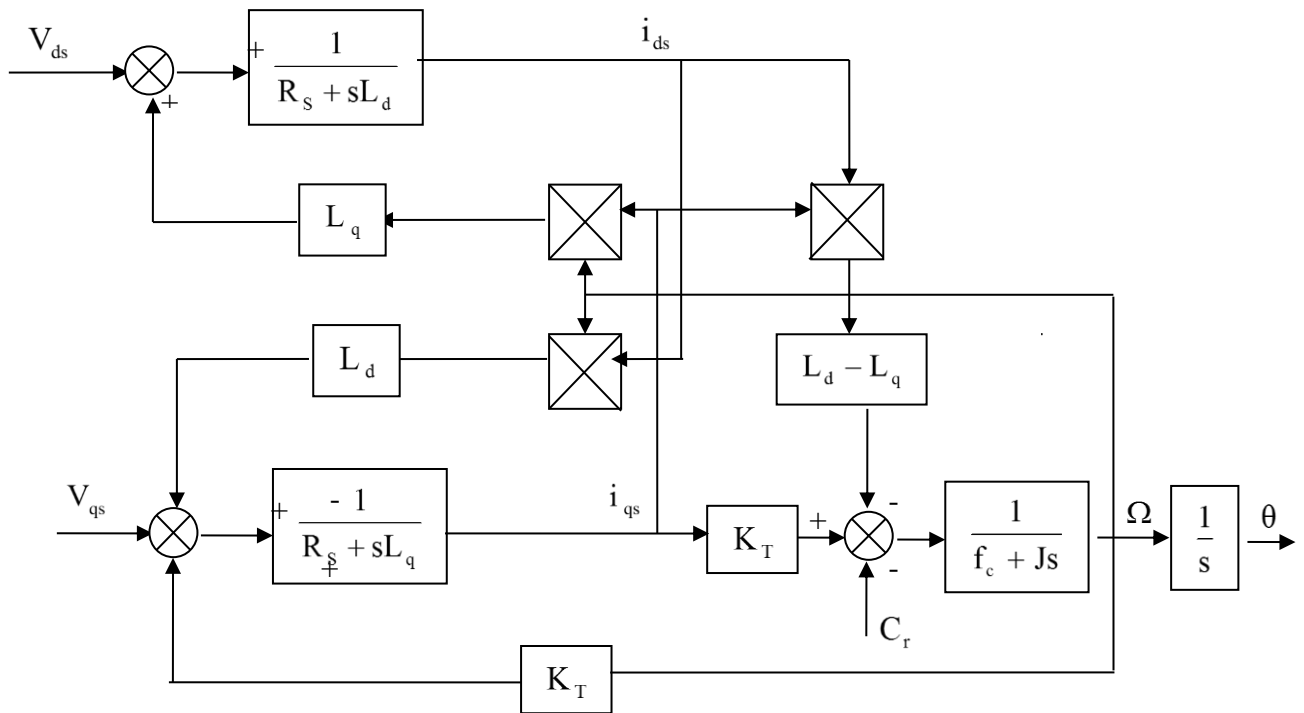 V_ds
+
1
R_S + sL_d
i_ds
+
L_q
L_d
L_d – L_q
V_qs
+
- 1
R_S + sL_q
+
i_qs
K_T
+
-
-
C_r
1
f_c + Js
Ω
1
s
θ
K_T